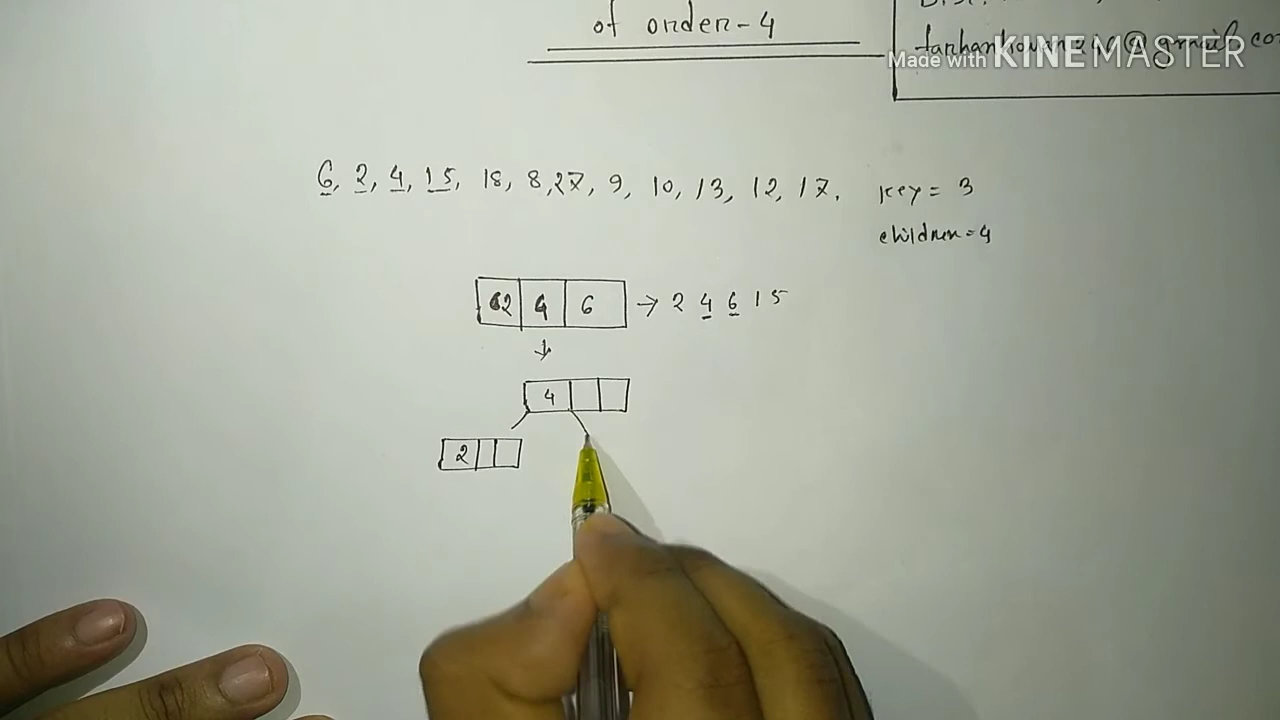 of order-4
Made with KINEMASTER
6, 2, 4, 15, 18, 8, 27, 9, 10, 13, 12, 17.
key = 3
children = 4
2 4 6 → 2 4 6 15
4
2